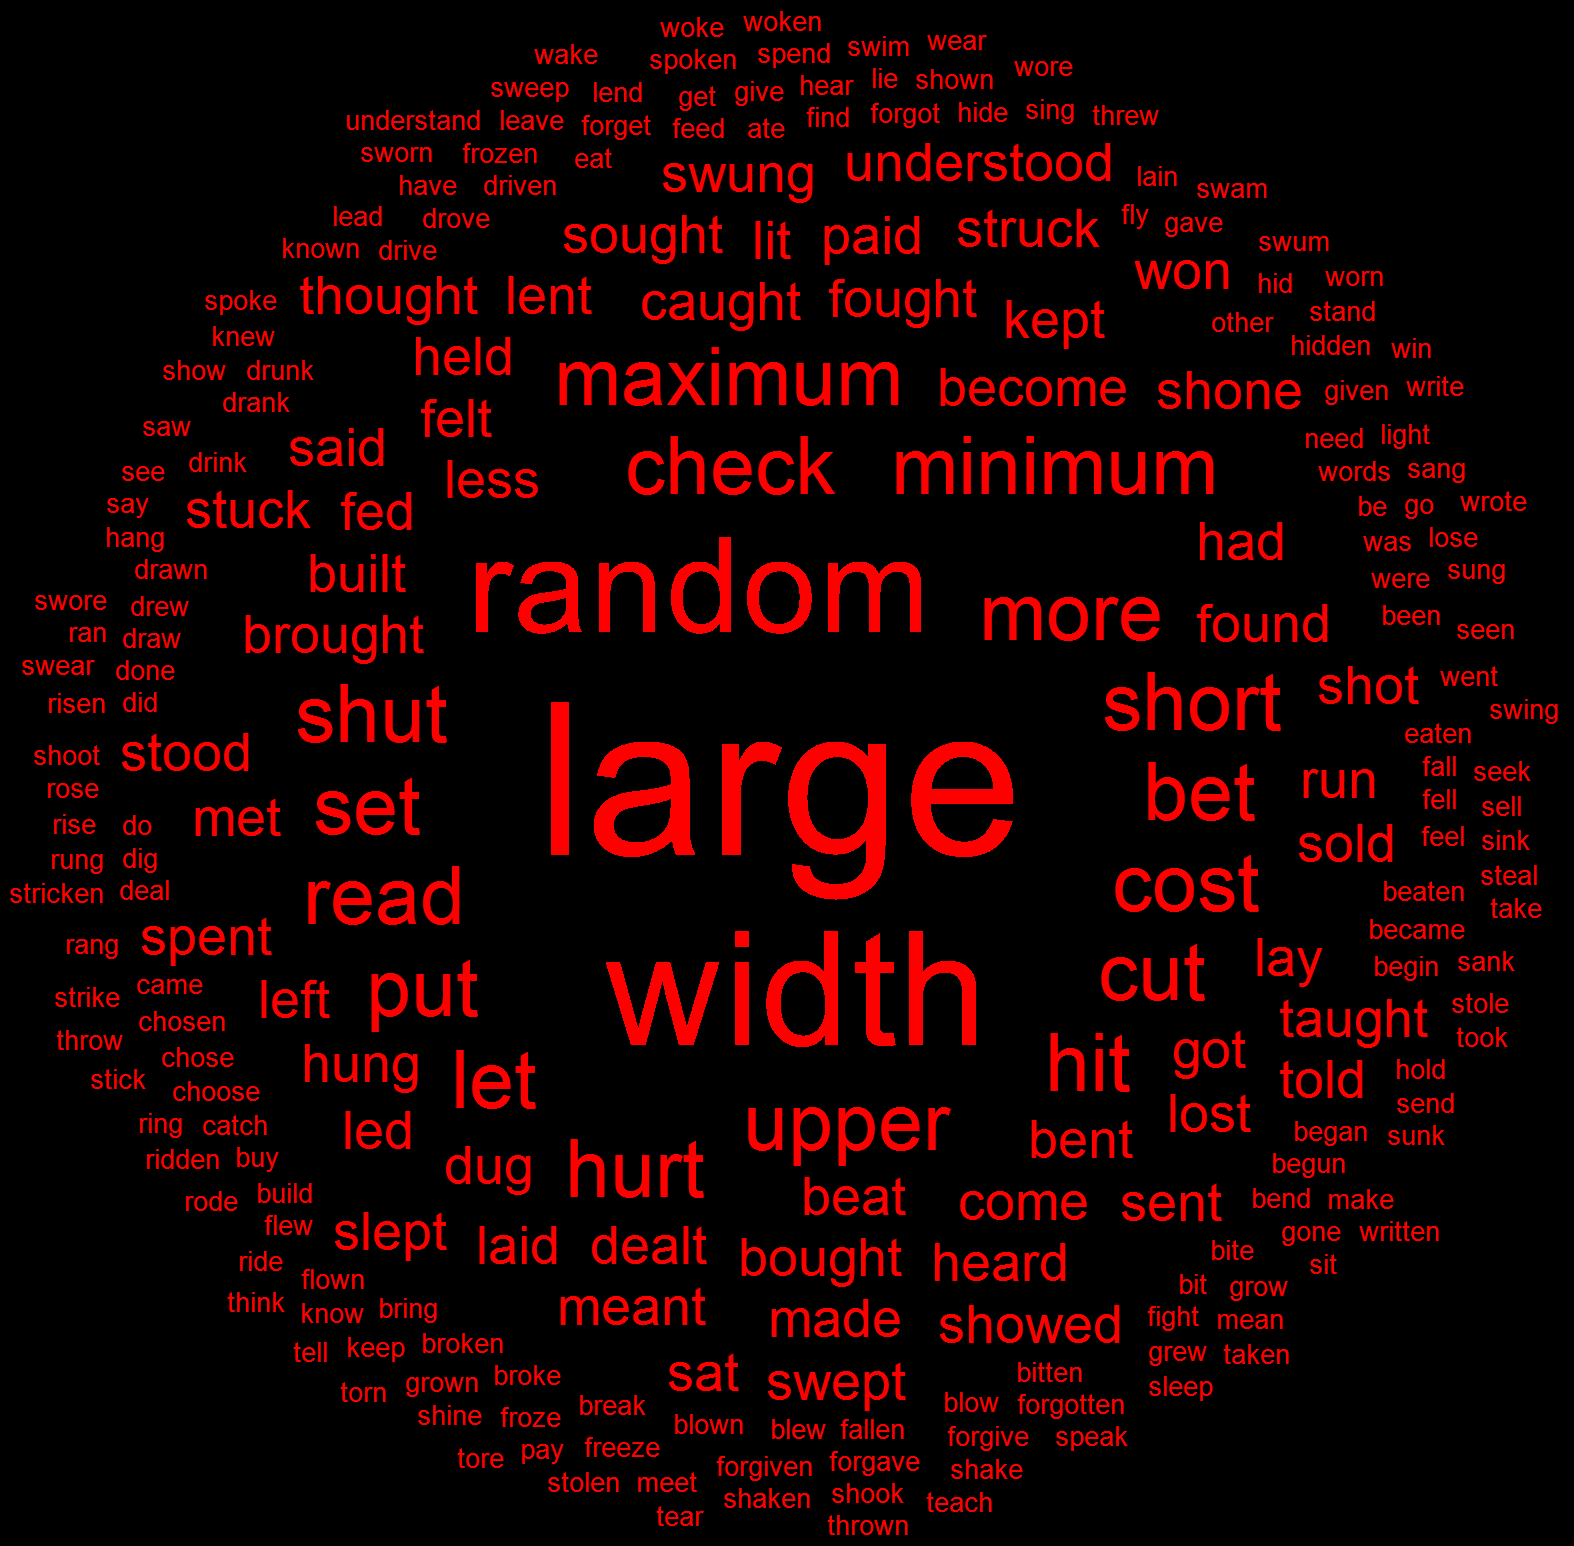 woke woken
wake spoken spend swim wear
sweep lend get give hear lie shown wore
understand leave forget feed ate find forgot hide sing threw
sworn frozen eat swung understood
have driven lain swam
lead drove sought lit paid struck fly gave
known drive swum
spoke thought lent caught fought won hid worn
knew kept other stand
show drunk held maximum become shone hidden win
drank given write
saw said felt need light
see drink less check minimum words sang
say stuck fed be go wrote
hang built random had was lose
drawn were sung
swore drew more found been
ran draw brought seen
swear done short shot went
risen did shut swing
shoot stood large eaten
rose set bet run fall seek
rise do met fell sell
rung dig sold feel sink
stricken deal read cost beaten steal
take
rang spent became
strike came left put width cut lay begin sank
throw chosen taught stole
stick chose hung let hit got told took
choose hold
ring catch led upper bent lost send
ridden buy dug hurt began sunk
rode build beat come sent begun
flew slept laid dealt bought heard bend make
ride gone written
flown bite sit
think know bring meant made showed bit grow
tell keep broken fight mean
torn grown broke sat swept bitten grew taken
shine froze break blown blew fallen blow forgotten sleep
tore pay freeze forgiven forgave forgive speak
stolen meet shaken shook shake
tear thrown teach